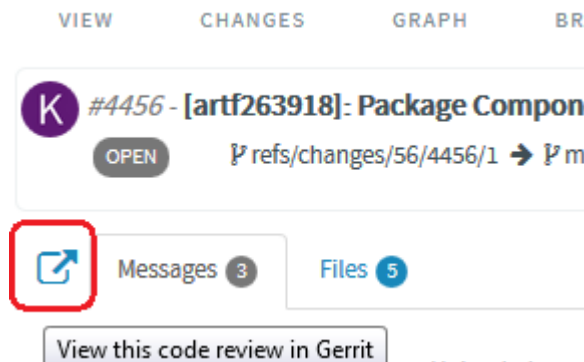 VIEW CHANGES GRAPH BR
K #4456 - [artf263918]: Package Compon
OPEN refs/changes/56/4456/1 → m
Messages 3 Files 5
View this code review in Gerrit